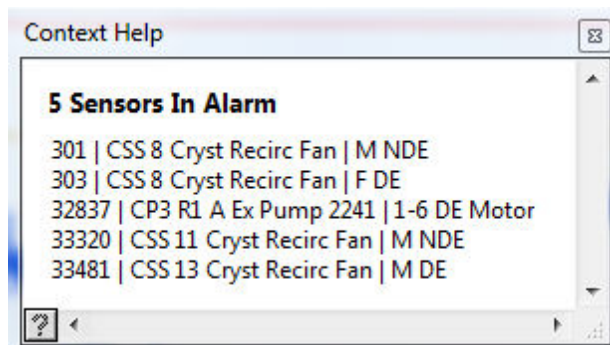 Context Help
5 Sensors In Alarm
301 | CSS 8 Cryst Recirc Fan | M NDE
303 | CSS 8 Cryst Recirc Fan | F DE
32837 | CP3 R1 A Ex Pump 2241 | 1-6 DE Motor
33320 | CSS 11 Cryst Recirc Fan | M NDE
33481 | CSS 13 Cryst Recirc Fan | M DE
?